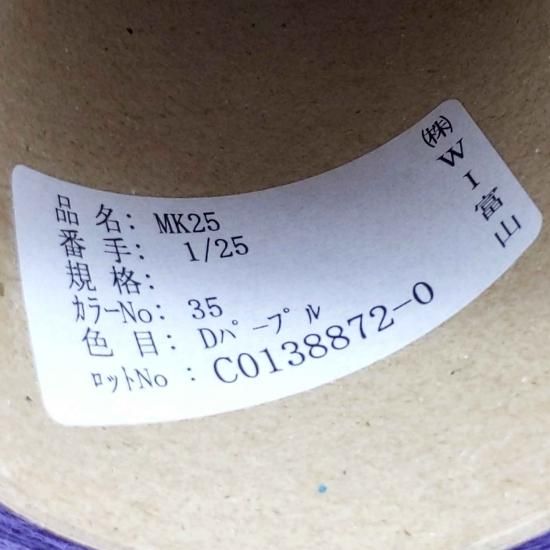 品 名: MK25
番 手: 1/25
規 格:
ｶﾗｰNo: 35
色 目: Dﾊﾟｰﾌﾟﾙ
ﾛｯﾄNo : C0138872-0
㈱WI富山